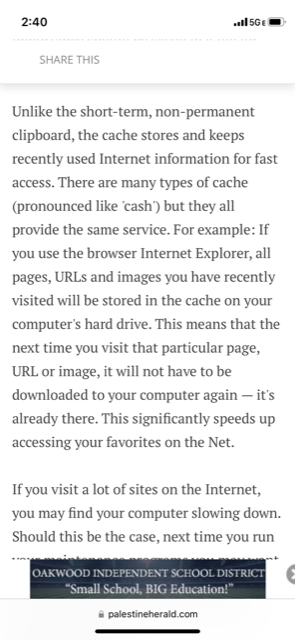 2:40
5GE
SHARE THIS
Unlike the short-term, non-permanent
clipboard, the cache stores and keeps
recently used Internet information for fast
access. There are many types of cache
(pronounced like 'cash') but they all
provide the same service. For example: If
you use the browser Internet Explorer, all
pages, URLs and images you have recently
visited will be stored in the cache on your
computer's hard drive. This means that the
next time you visit that particular page,
URL or image, it will not have to be
downloaded to your computer again — it's
already there. This significantly speeds up
accessing your favorites on the Net.
If you visit a lot of sites on the Internet,
you may find your computer slowing down.
Should this be the case, next time you run
your maintenance programs you may want
OAKWOOD INDEPENDENT SCHOOL DISTRICT
"Small School, BIG Education!"
palestineherald.com